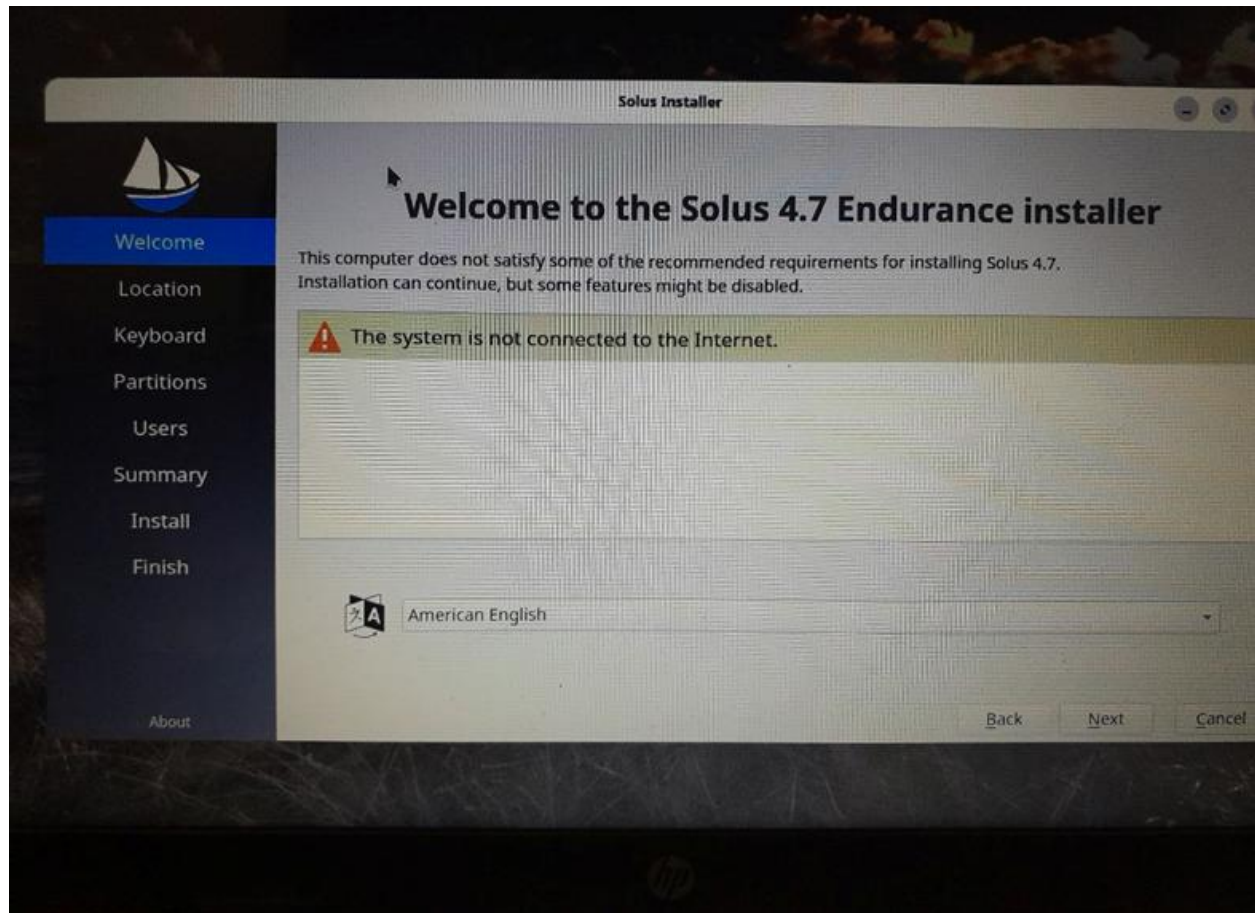 Solus Installer
Welcome to the Solus 4.7 Endurance installer
Welcome
Location
Keyboard
Partitions
Users
Summary
Install
Finish
About
This computer does not satisfy some of the recommended requirements for installing Solus 4.7.
Installation can continue, but some features might be disabled.
The system is not connected to the Internet.
A
American English
Back Next Cancel
hp